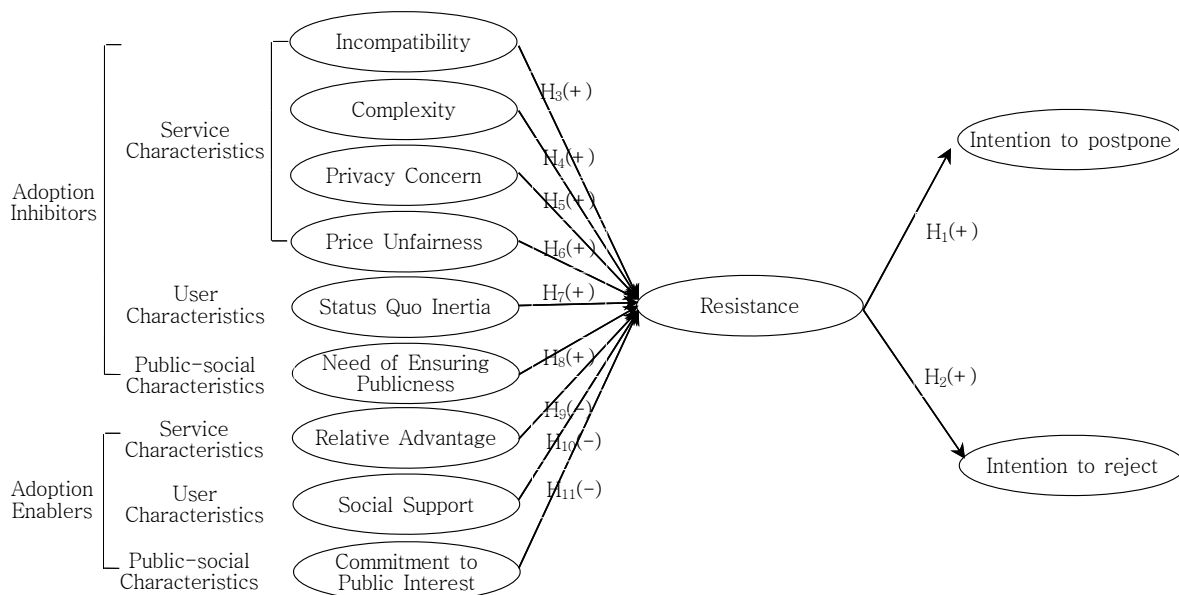 Incompatibility
H3(+)
Complexity
Service
Characteristics
Intention to postpone
H4(+)
Privacy Concern
Adoption
Inhibitors
H5(+)
Price Unfairness
H6(+)
H1(+)
User
Characteristics
Status Quo Inertia
H7(+)
Resistance
Public-social
Characteristics
Need of Ensuring
Publicness
H8(+)
H2(+)
H9(-)
Service
Characteristics
Relative Advantage
H10(-)
Intention to reject
Adoption
Enablers
User
Characteristics
Social Support
H11(-)
Public-social
Characteristics
Commitment to
Public Interest